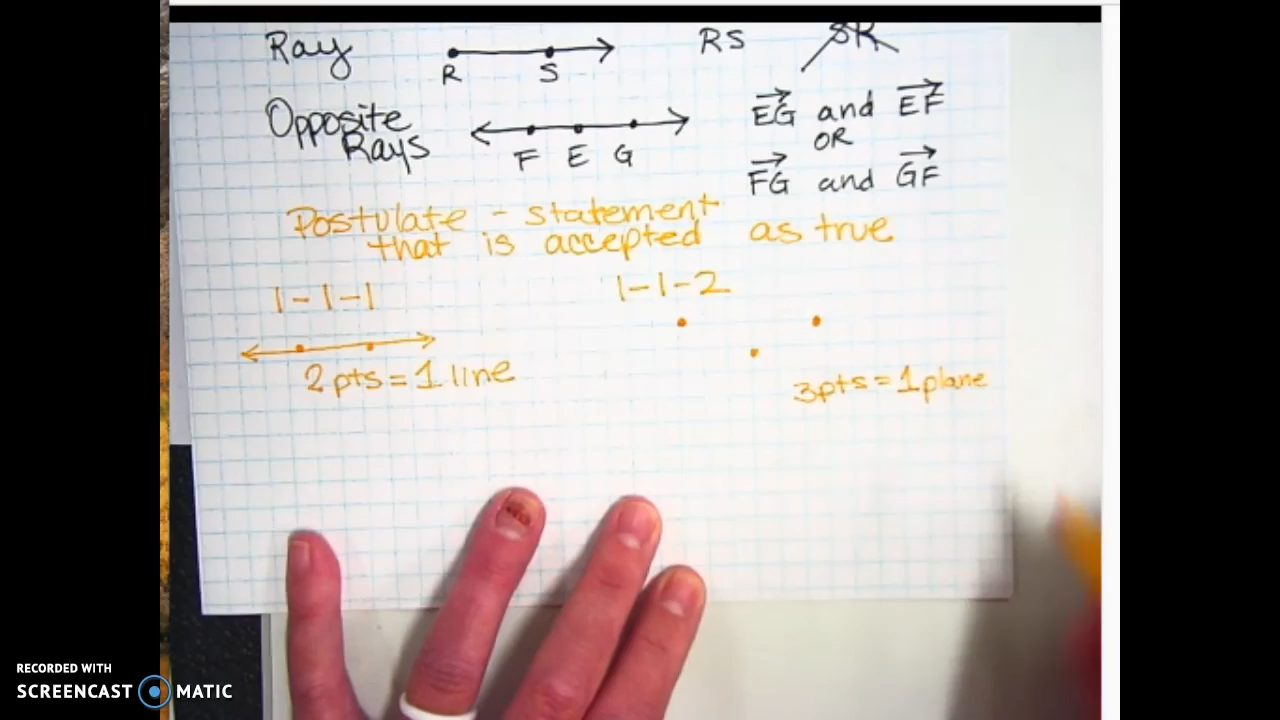 Ray RS SR
R S
Opposite Rays EG and EF
OR
F E G
FG and GF
Postulate - statement
that is accepted as true
1-1-1 1-1-2
2 pts = 1 line
3 pts = 1 plane
RECORDED WITH
SCREENCAST MATIC